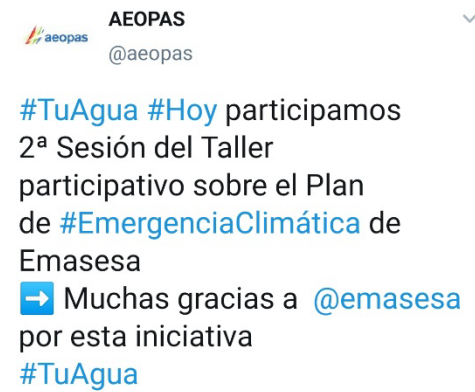 AEOPAS
aeopas
@aeopas
#TuAgua #Hoy participamos
2ª Sesión del Taller
participativo sobre el Plan
de #EmergenciaClimática de
Emasesa
➡️ Muchas gracias a @emasesa
por esta iniciativa
#TuAgua